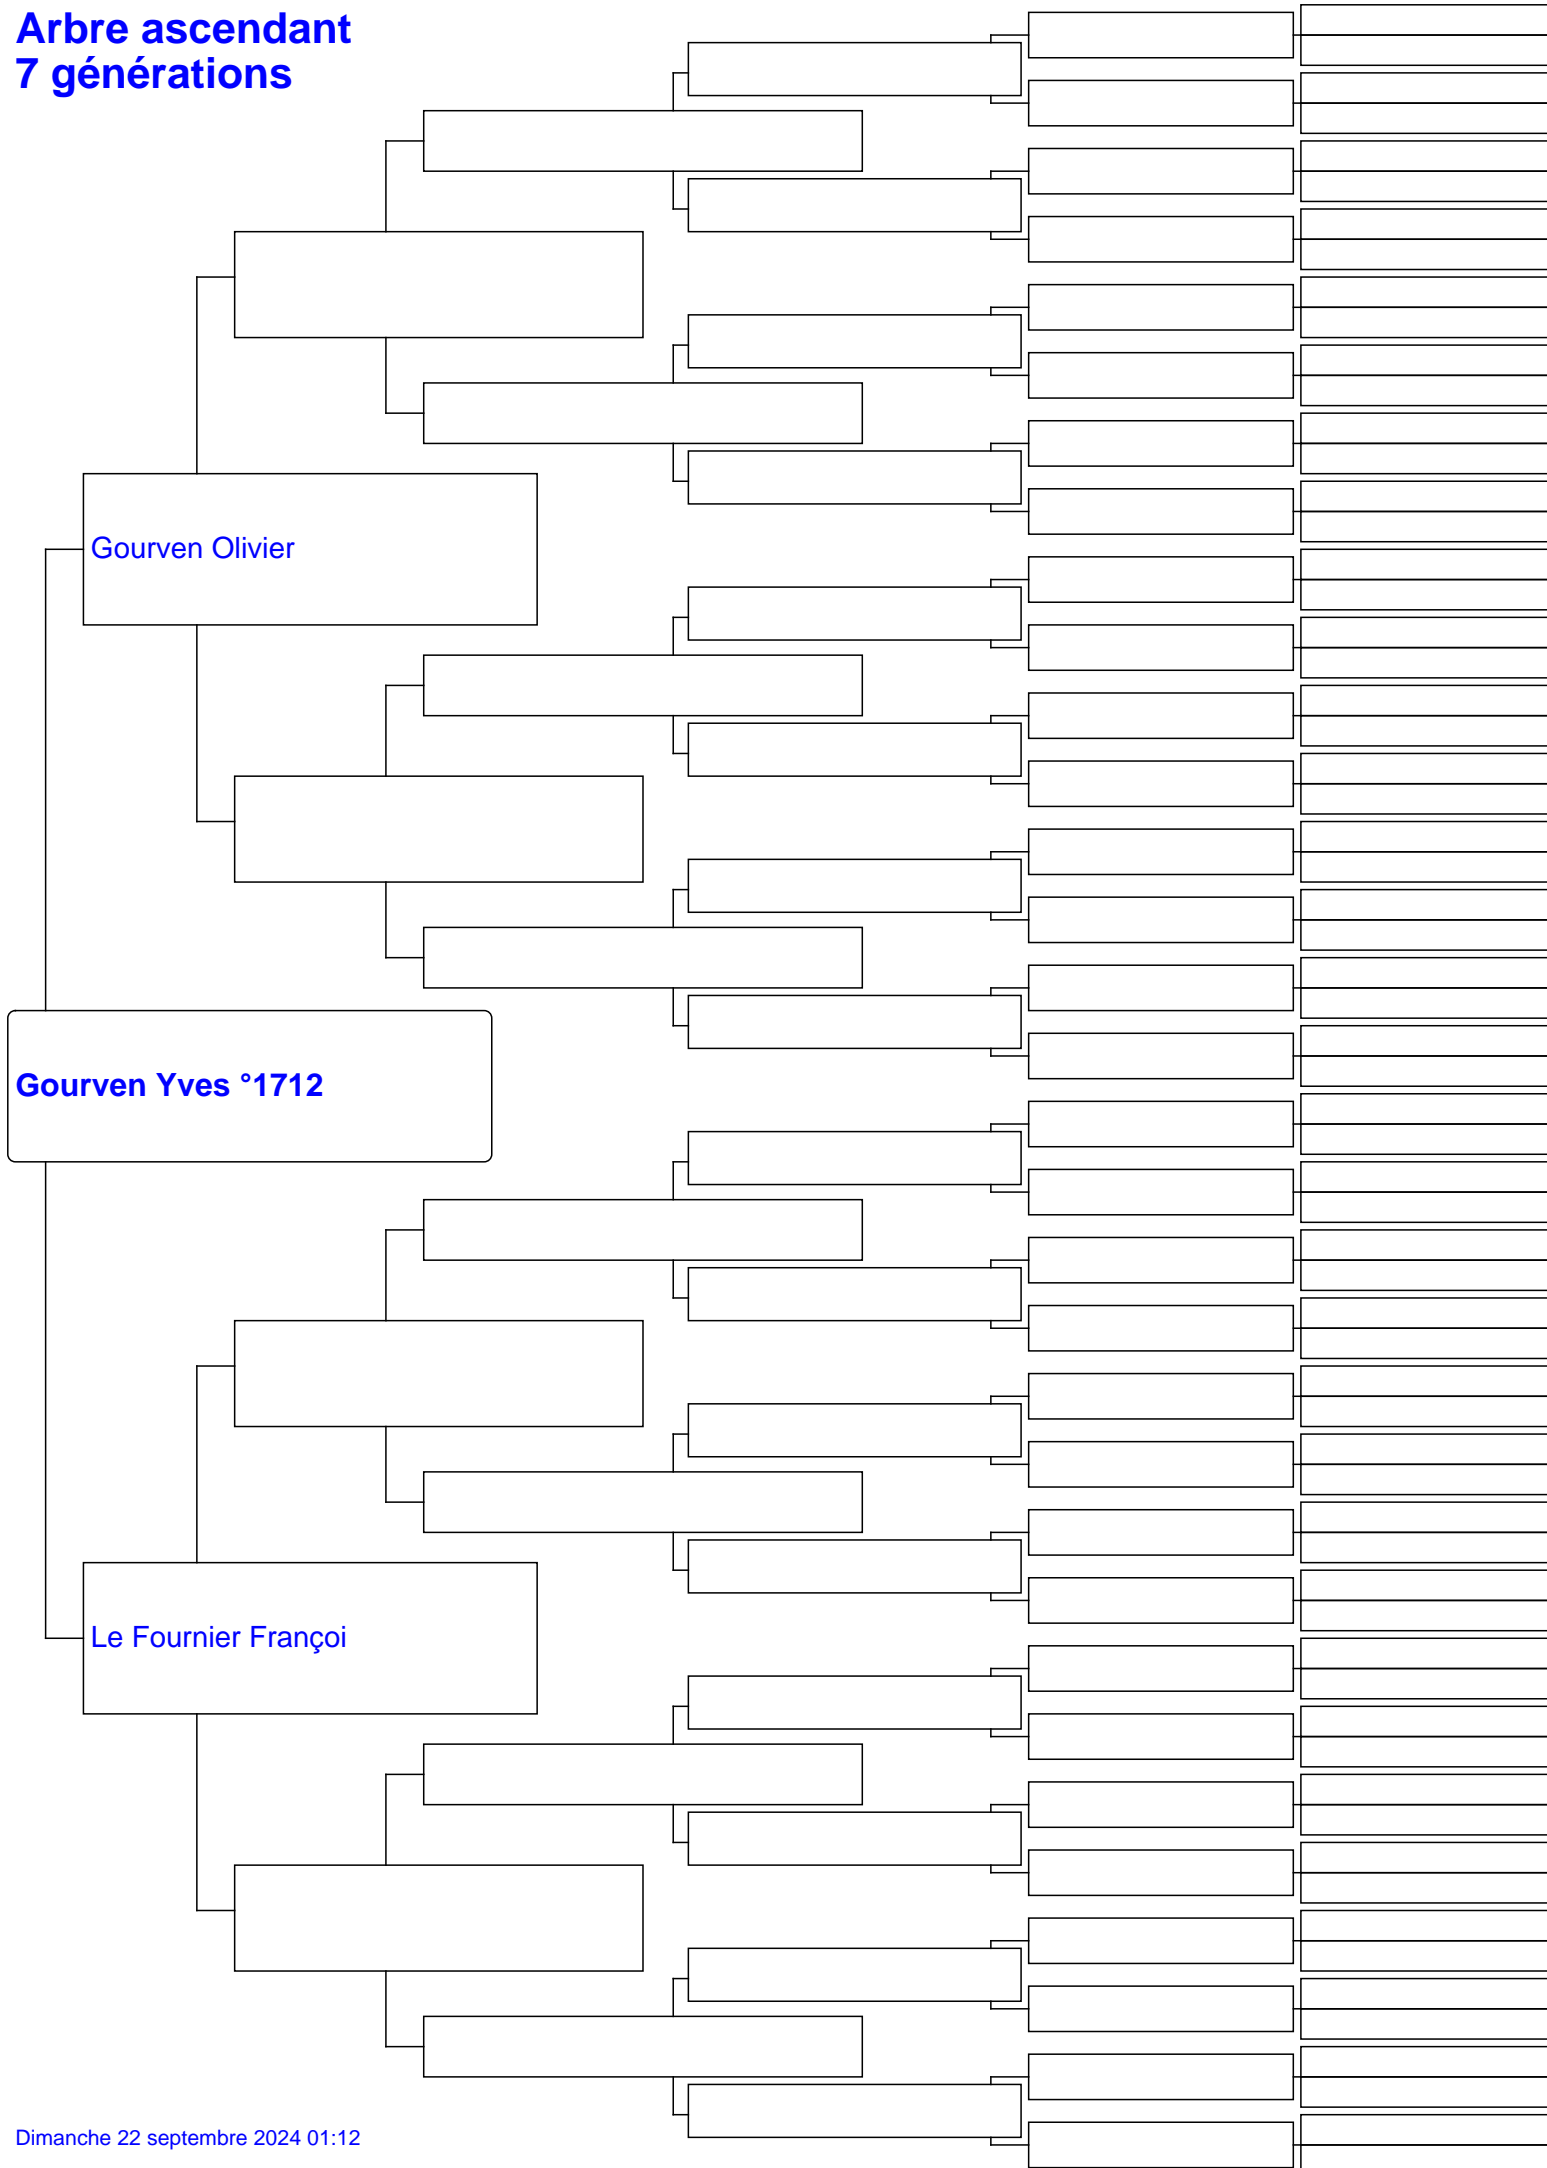 Arbre ascendant
7 générations
Gourven Olivier
Gourven Yves °1712
Le Fournier Françoi
Dimanche 22 septembre 2024 01:12